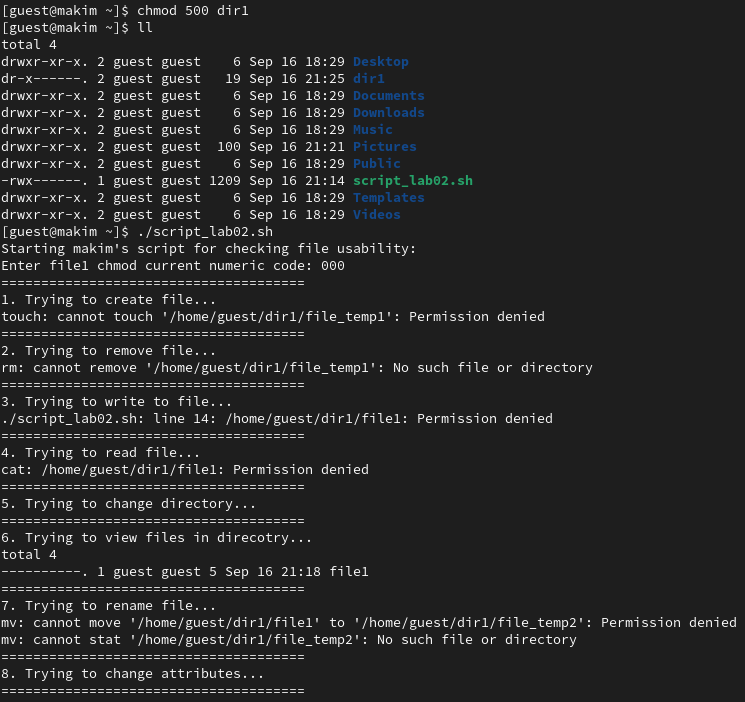 [guest@makim ~]$ chmod 500 dir1
[guest@makim ~]$ ll
total 4
drwxr-xr-x. 2 guest guest    6 Sep 16 18:29 Desktop
dr-x------. 2 guest guest   19 Sep 16 21:25 dir1
drwxr-xr-x. 2 guest guest    6 Sep 16 18:29 Documents
drwxr-xr-x. 2 guest guest    6 Sep 16 18:29 Downloads
drwxr-xr-x. 2 guest guest    6 Sep 16 18:29 Music
drwxr-xr-x. 2 guest guest  100 Sep 16 21:21 Pictures
drwxr-xr-x. 2 guest guest    6 Sep 16 18:29 Public
-rwx------. 1 guest guest 1209 Sep 16 21:14 script_lab02.sh
drwxr-xr-x. 2 guest guest    6 Sep 16 18:29 Templates
drwxr-xr-x. 2 guest guest    6 Sep 16 18:29 Videos
[guest@makim ~]$ ./script_lab02.sh
Starting makim's script for checking file usability:
Enter file1 chmod current numeric code: 000
======================================
1. Trying to create file...
touch: cannot touch '/home/guest/dir1/file_temp1': Permission denied
======================================
2. Trying to remove file...
rm: cannot remove '/home/guest/dir1/file_temp1': No such file or directory
======================================
3. Trying to write to file...
./script_lab02.sh: line 14: /home/guest/dir1/file1: Permission denied
======================================
4. Trying to read file...
cat: /home/guest/dir1/file1: Permission denied
======================================
5. Trying to change directory...
======================================
6. Trying to view files in direcotry...
total 4
----------. 1 guest guest 5 Sep 16 21:18 file1
======================================
7. Trying to rename file...
mv: cannot move '/home/guest/dir1/file1' to '/home/guest/dir1/file_temp2': Permission denied
mv: cannot stat '/home/guest/dir1/file_temp2': No such file or directory
======================================
8. Trying to change attributes...
======================================